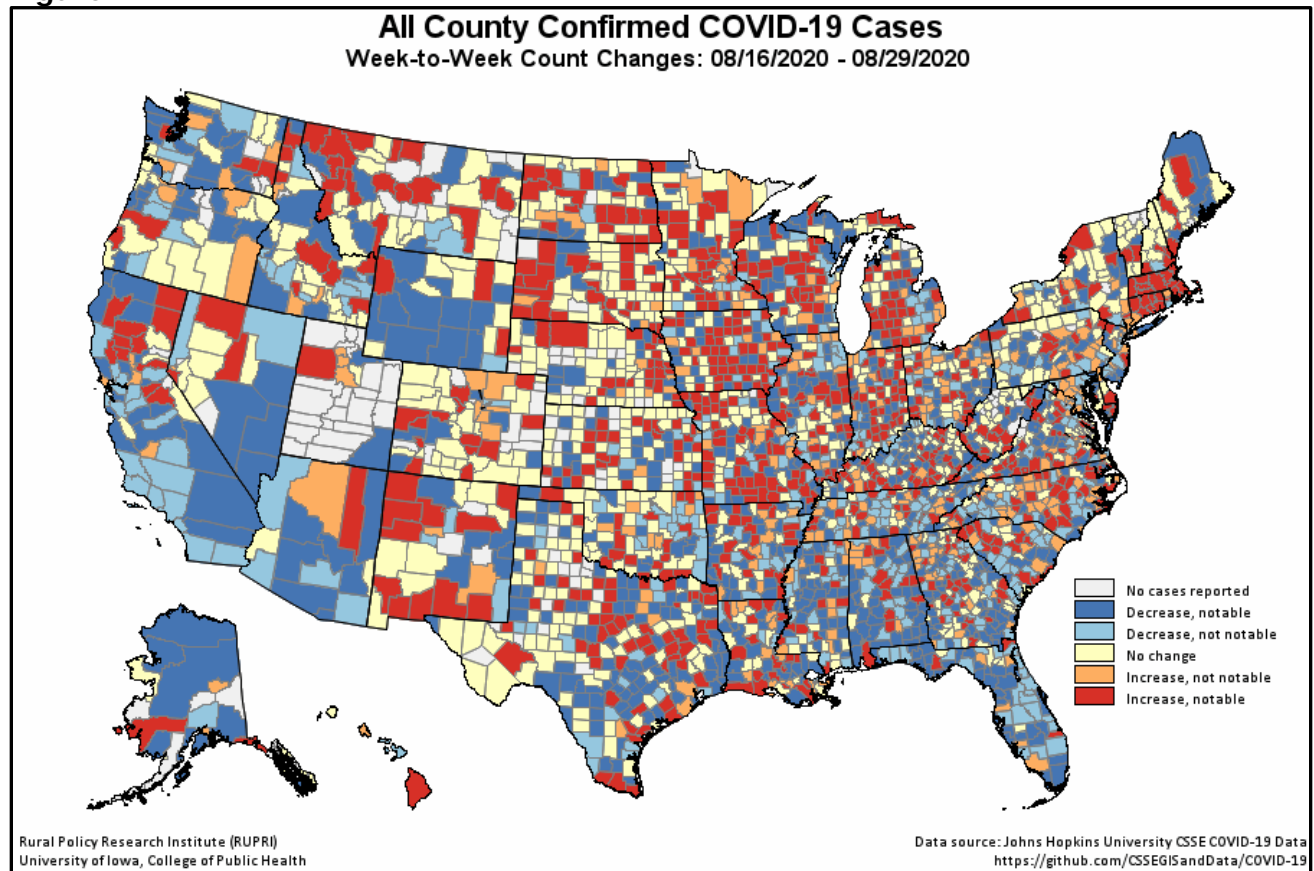 All County Confirmed COVID-19 Cases
Week-to-Week Count Changes: 08/16/2020 - 08/29/2020
No cases reported
Decrease, notable
Decrease, not notable
No change
Increase, not notable
Increase, notable
Rural Policy Research Institute (RUPRI)
University of Iowa, College of Public Health
Data source: Johns Hopkins University CSSE COVID-19 Data
https://github.com/CSSEGISandData/COVID-19